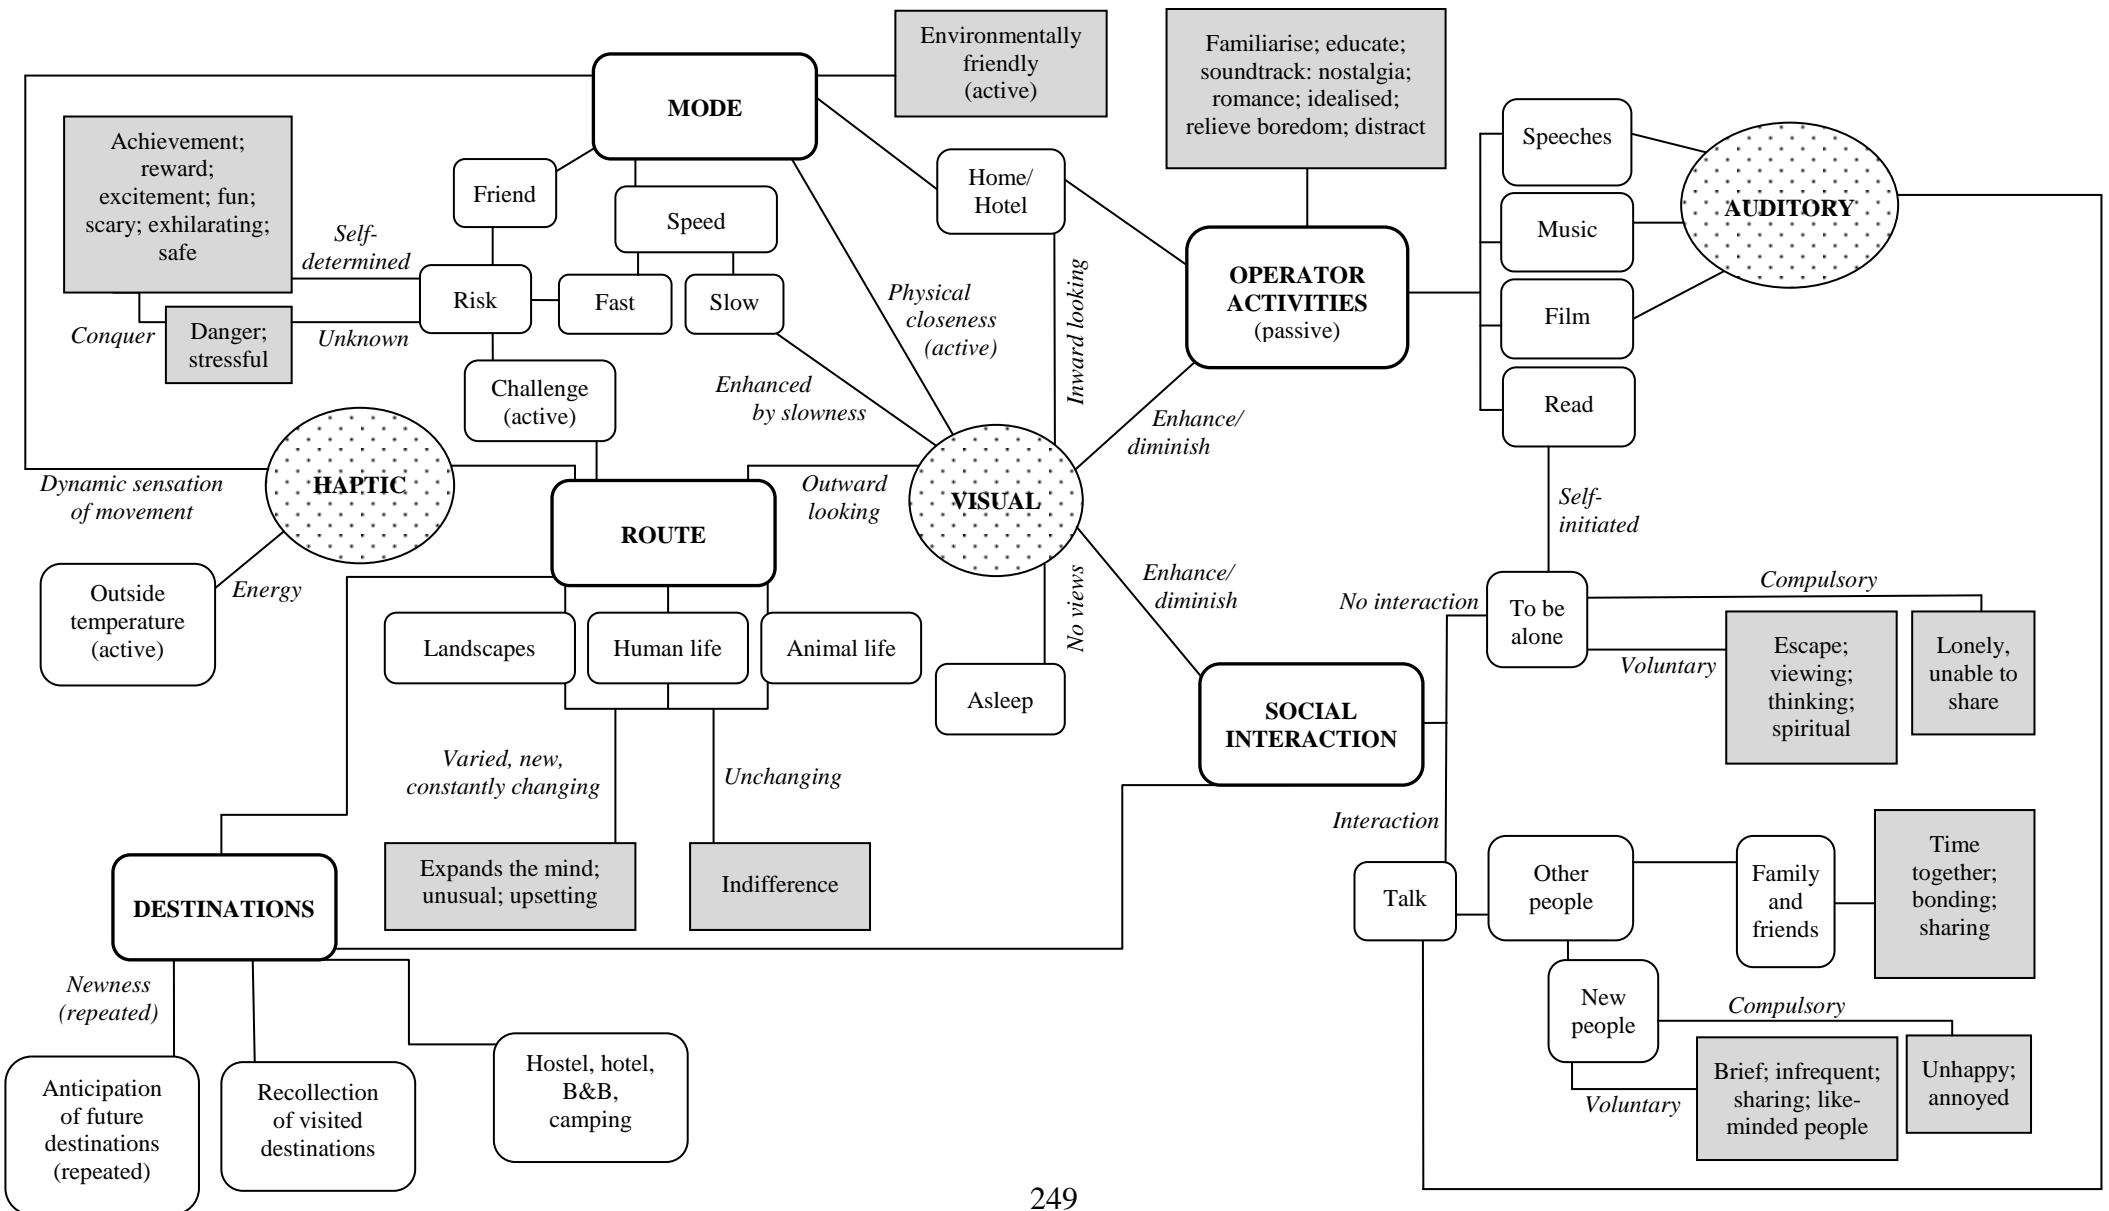 Environmentally
friendly
(active)
Familiarise; educate;
soundtrack: nostalgia;
romance; idealised;
relieve boredom; distract
MODE
Speeches
Achievement;
reward;
excitement; fun;
scary; exhilarating;
safe
Friend
Home/
Hotel
Speed
AUDITORY
Music
Self-
determined
OPERATOR
ACTIVITIES
(passive)
Risk
Fast
Slow
Physical
closeness
(active)
Inward looking
Film
Conquer
Danger;
stressful
Unknown
Challenge
(active)
Enhanced
by slowness
Enhance/
diminish
Read
Dynamic sensation
of movement
HAPTIC
Outward
looking
VISUAL
Self-
initiated
ROUTE
Outside
temperature
(active)
Energy
No views
Enhance/
diminish
No interaction
To be
alone
Compulsory
Landscapes
Human life
Animal life
Voluntary
Escape;
viewing;
thinking;
spiritual
Lonely,
unable to
share
Asleep
SOCIAL
INTERACTION
Varied, new,
constantly changing
Unchanging
Interaction
Expands the mind;
unusual; upsetting
Indifference
Talk
Other
people
Family
and
friends
Time
together;
bonding;
sharing
DESTINATIONS
Newness
(repeated)
New
people
Compulsory
Anticipation
of future
destinations
(repeated)
Recollection
of visited
destinations
Hostel, hotel,
B&B,
camping
Voluntary
Brief; infrequent;
sharing; like-
minded people
Unhappy;
annoyed
249